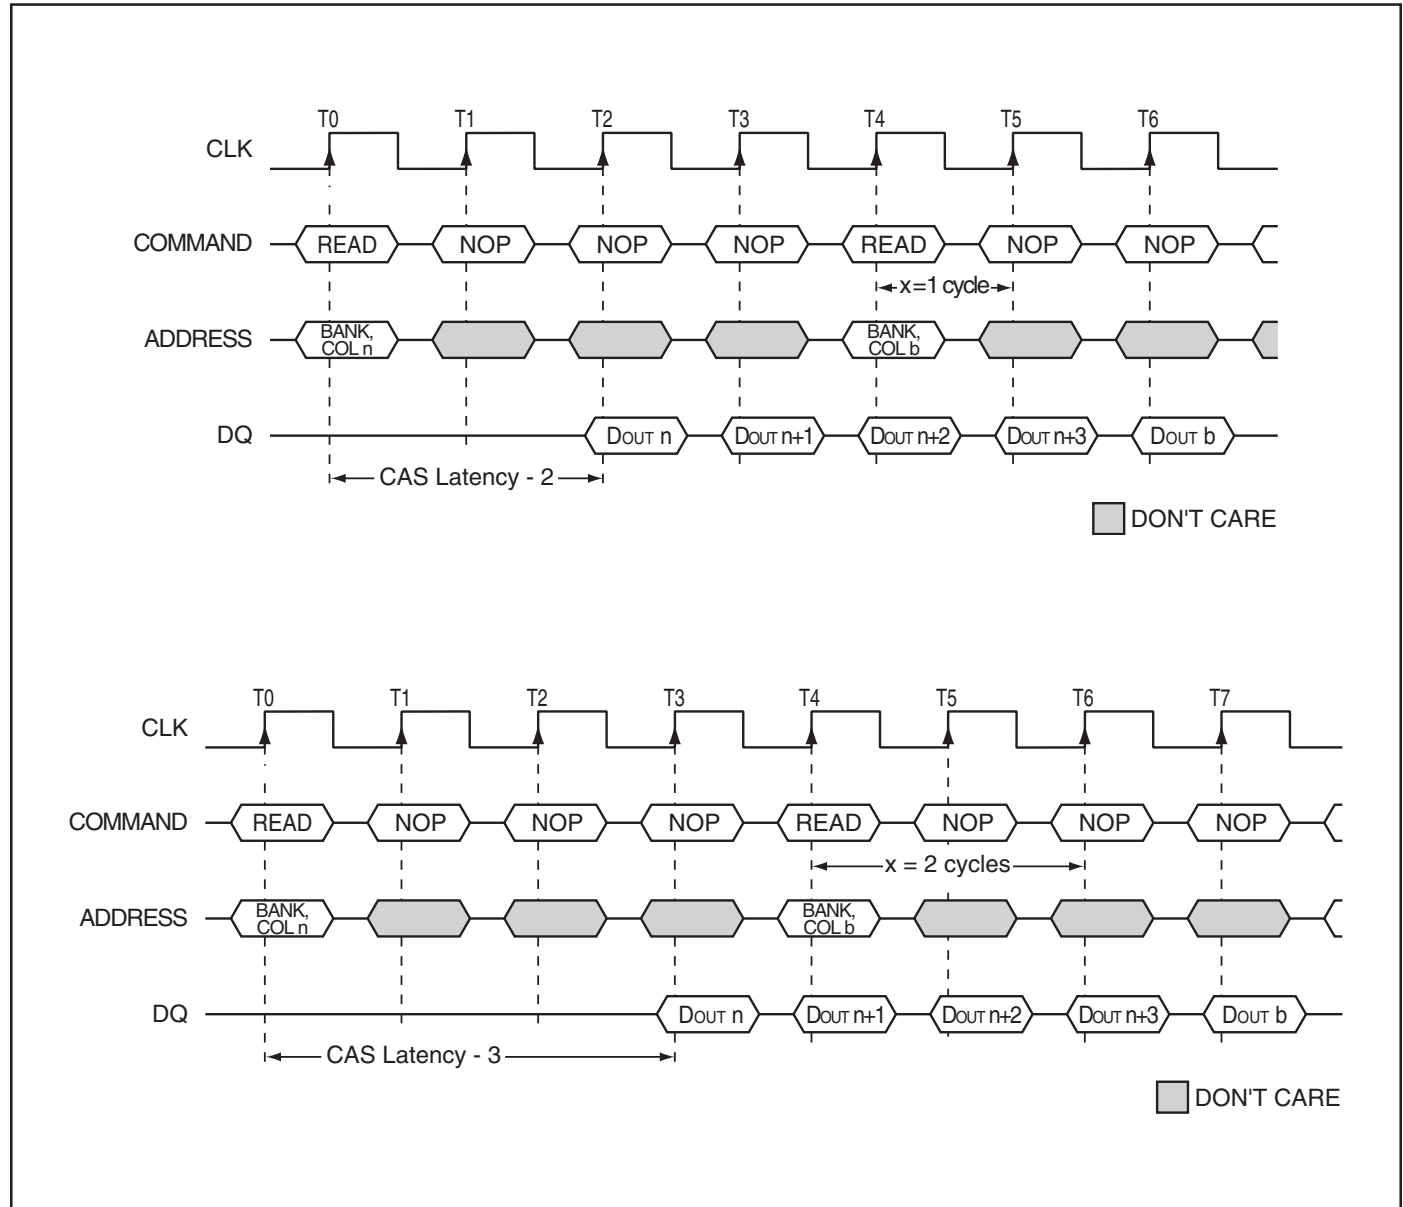 T0 T1 T2 T3 T4 T5 T6
CLK
COMMAND READ NOP NOP NOP READ NOP NOP
x=1 cycle
ADDRESS BANK, COL n BANK, COL b
DQ DOUT n DOUT n+1 DOUT n+2 DOUT n+3 DOUT b
CAS Latency - 2
DON'T CARE
T0 T1 T2 T3 T4 T5 T6 T7
CLK
COMMAND READ NOP NOP NOP READ NOP NOP NOP
x = 2 cycles
ADDRESS BANK, COL n BANK, COL b
DQ DOUT n DOUT n+1 DOUT n+2 DOUT n+3 DOUT b
CAS Latency - 3
DON'T CARE